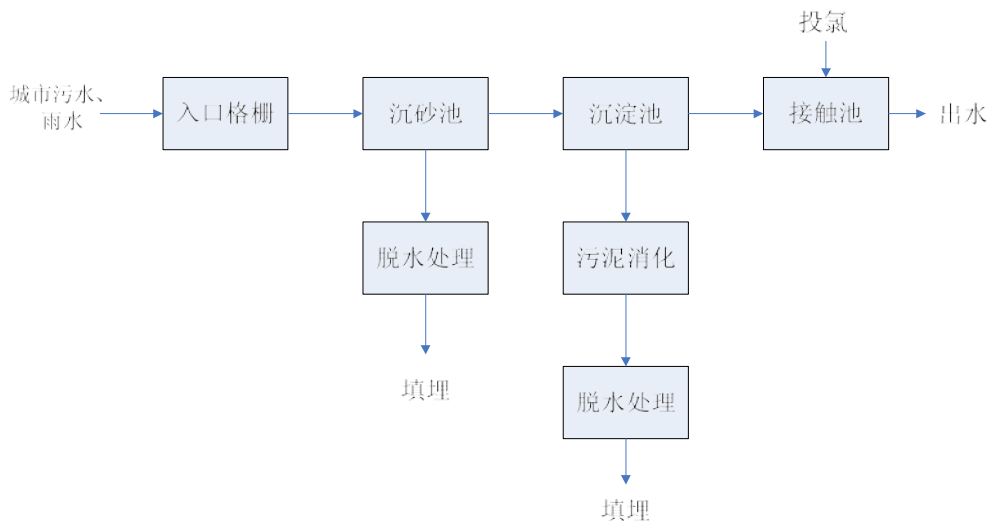 投氯
城市污水、
雨水
入口格栅
沉砂池
沉淀池
接触池
出水
脱水处理
污泥消化
填埋
脱水处理
填埋